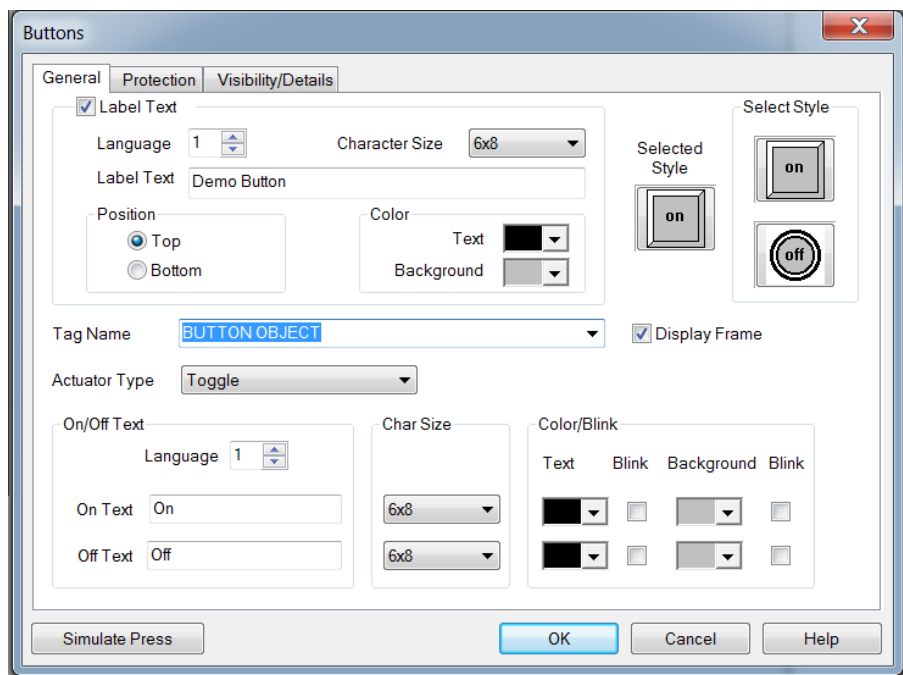 Buttons
X
General Protection Visibility/Details
Label Text
Select Style
Language 1 Character Size 6x8
Selected
Style
on
Label Text Demo Button
on
Position Color
Top Text
Bottom Background
off
Tag Name BUTTON OBJECT Display Frame
Actuator Type Toggle
On/Off Text Char Size Color/Blink
Language 1
Text Blink Background Blink
On Text On 6x8
Off Text Off 6x8
Simulate Press OK Cancel Help